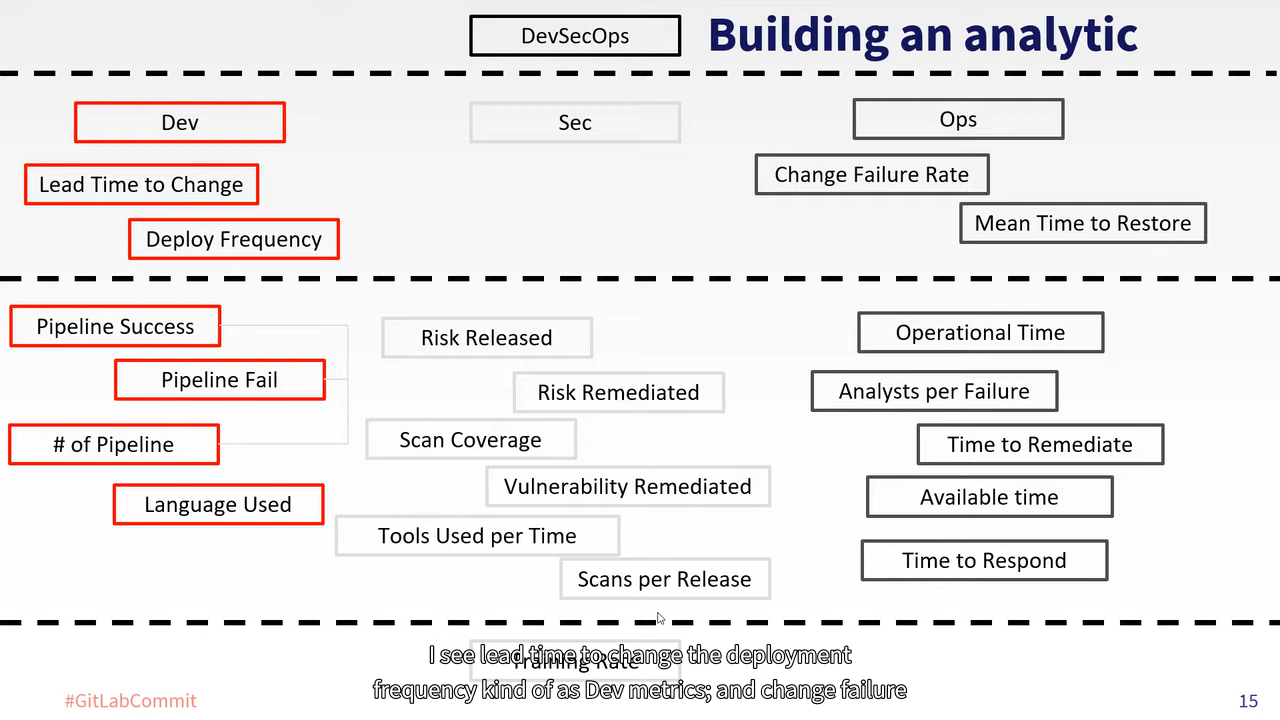 DevSecOps
Building an analytic
Dev
Sec
Ops
Lead Time to Change
Change Failure Rate
Deploy Frequency
Mean Time to Restore
Pipeline Success
Risk Released
Operational Time
Pipeline Fail
Risk Remediated
Analysts per Failure
# of Pipeline
Scan Coverage
Time to Remediate
Vulnerability Remediated
Available time
Language Used
Tools Used per Time
Time to Respond
Scans per Release
Training Rate
I see lead time to change the deployment
frequency kind of as Dev metrics; and change failure
#GitLabCommit
15